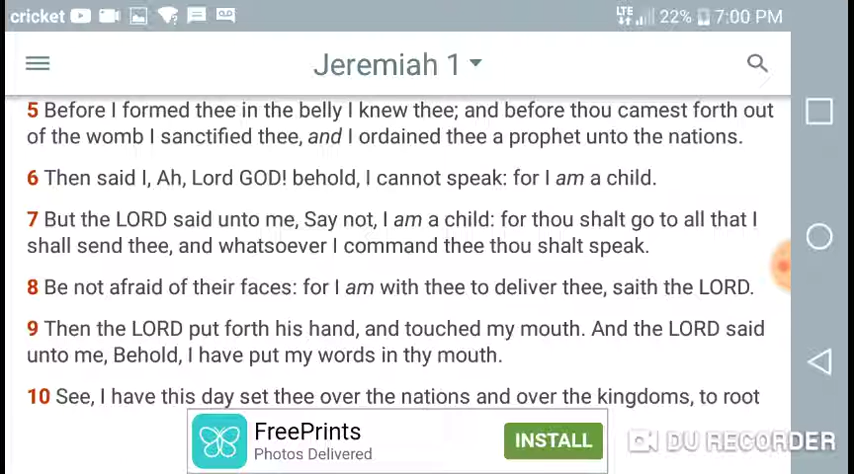 cricket LTE 22% 7:00 PM
Jeremiah 1
5 Before I formed thee in the belly I knew thee; and before thou camest forth out
of the womb I sanctified thee, and I ordained thee a prophet unto the nations.
6 Then said I, Ah, Lord GOD! behold, I cannot speak: for I am a child.
7 But the LORD said unto me, Say not, I am a child: for thou shalt go to all that I
shall send thee, and whatsoever I command thee thou shalt speak.
8 Be not afraid of their faces: for I am with thee to deliver thee, saith the LORD.
9 Then the LORD put forth his hand, and touched my mouth. And the LORD said
unto me, Behold, I have put my words in thy mouth.
10 See, I have this day set thee over the nations and over the kingdoms, to root
FreePrints
Photos Delivered
INSTALL
DU RECORDER